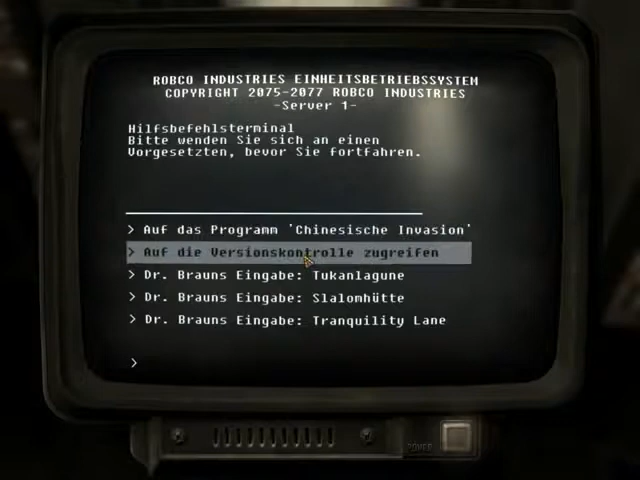 ROBCO INDUSTRIES EINHEITSBETRIEBSSYSTEM
COPYRIGHT 2075-2077 ROBCO INDUSTRIES
-Server 1-
Hilfsbefehlsterminal
Bitte wenden Sie sich an einen
Vorgesetzten, bevor Sie fortfahren.
> Auf das Programm 'Chinesische Invasion'
> Auf die Versionskontrolle zugreifen
> Dr. Brauns Eingabe: Tukanlagune
> Dr. Brauns Eingabe: Slalomhütte
> Dr. Brauns Eingabe: Tranquility Lane
>
POWER